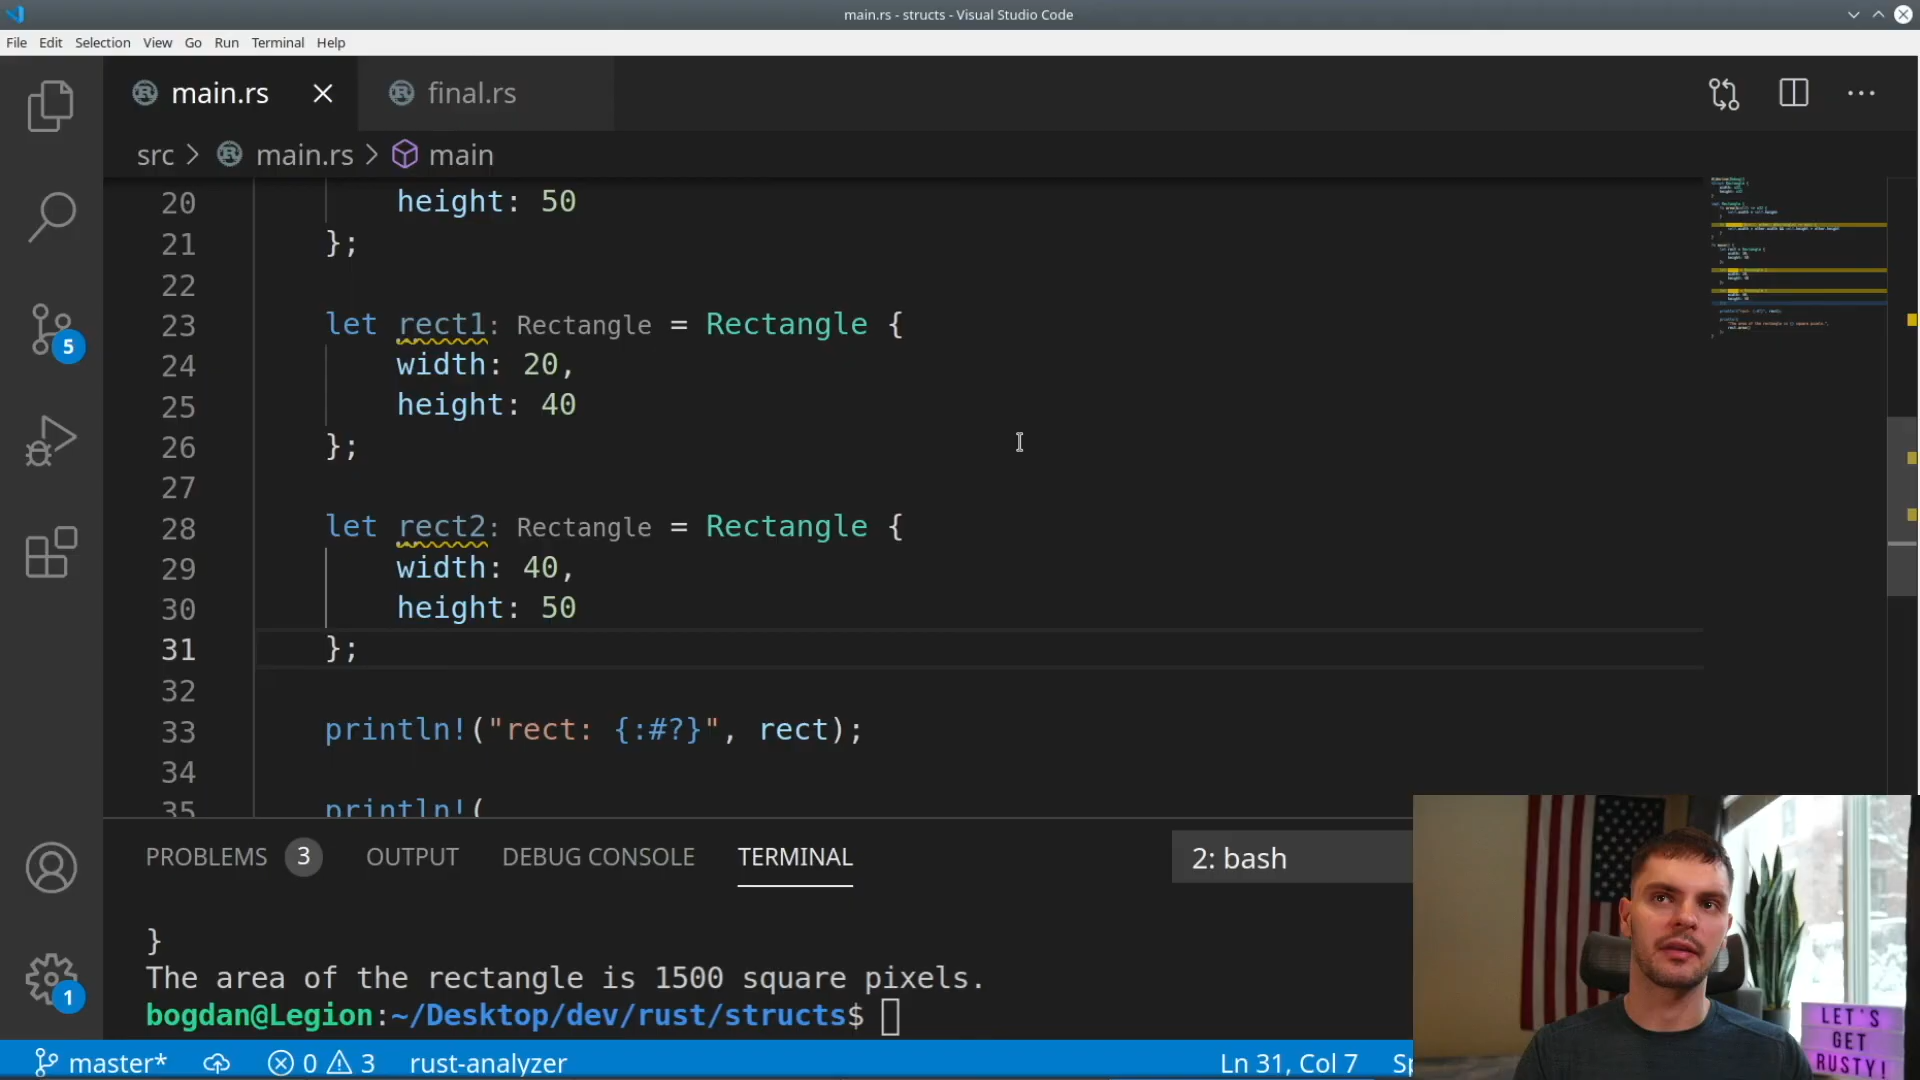 main.rs - structs - Visual Studio Code
File Edit Selection View Go Run Terminal Help
main.rs final.rs
src > main.rs > main
20 height: 50
21 };
22
23 let rect1: Rectangle = Rectangle {
24 width: 20,
25 height: 40
26 };
27
28 let rect2: Rectangle = Rectangle {
29 width: 40,
30 height: 50
31 };
32
33 println!("rect: {:#?}", rect);
34
35 println!(
5
1
PROBLEMS 3 OUTPUT DEBUG CONSOLE TERMINAL 2: bash
}
The area of the rectangle is 1500 square pixels.
bogdan@Legion:~/Desktop/dev/rust/structs$
master* 0 3 rust-analyzer Ln 31, Col 7
LET'S
GET
RUSTY!